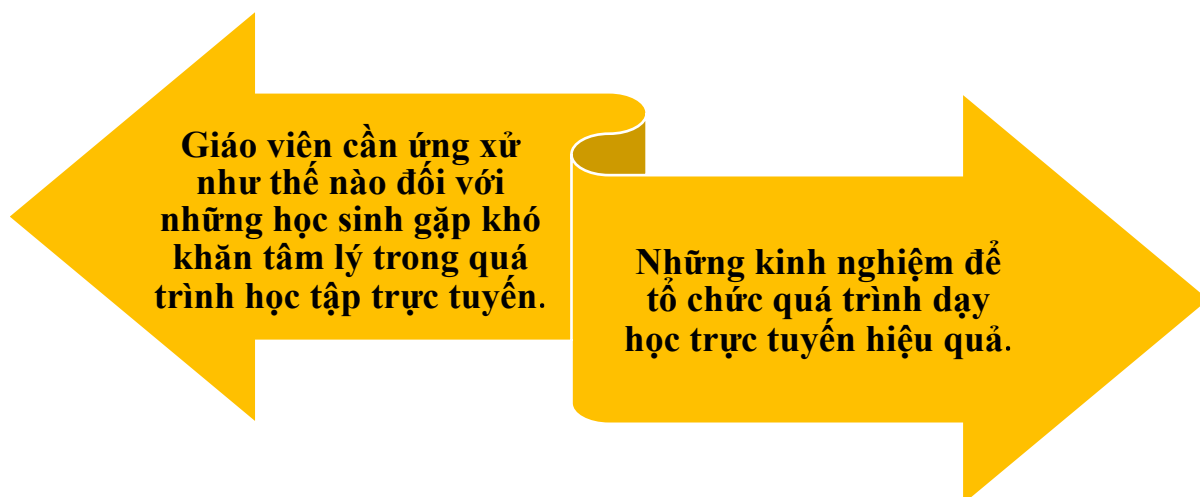 Giáo viên cần ứng xử
như thế nào đối với
những học sinh gặp khó
khăn tâm lý trong quá
trình học tập trực tuyến.
Những kinh nghiệm để
tổ chức quá trình dạy
học trực tuyến hiệu quả.